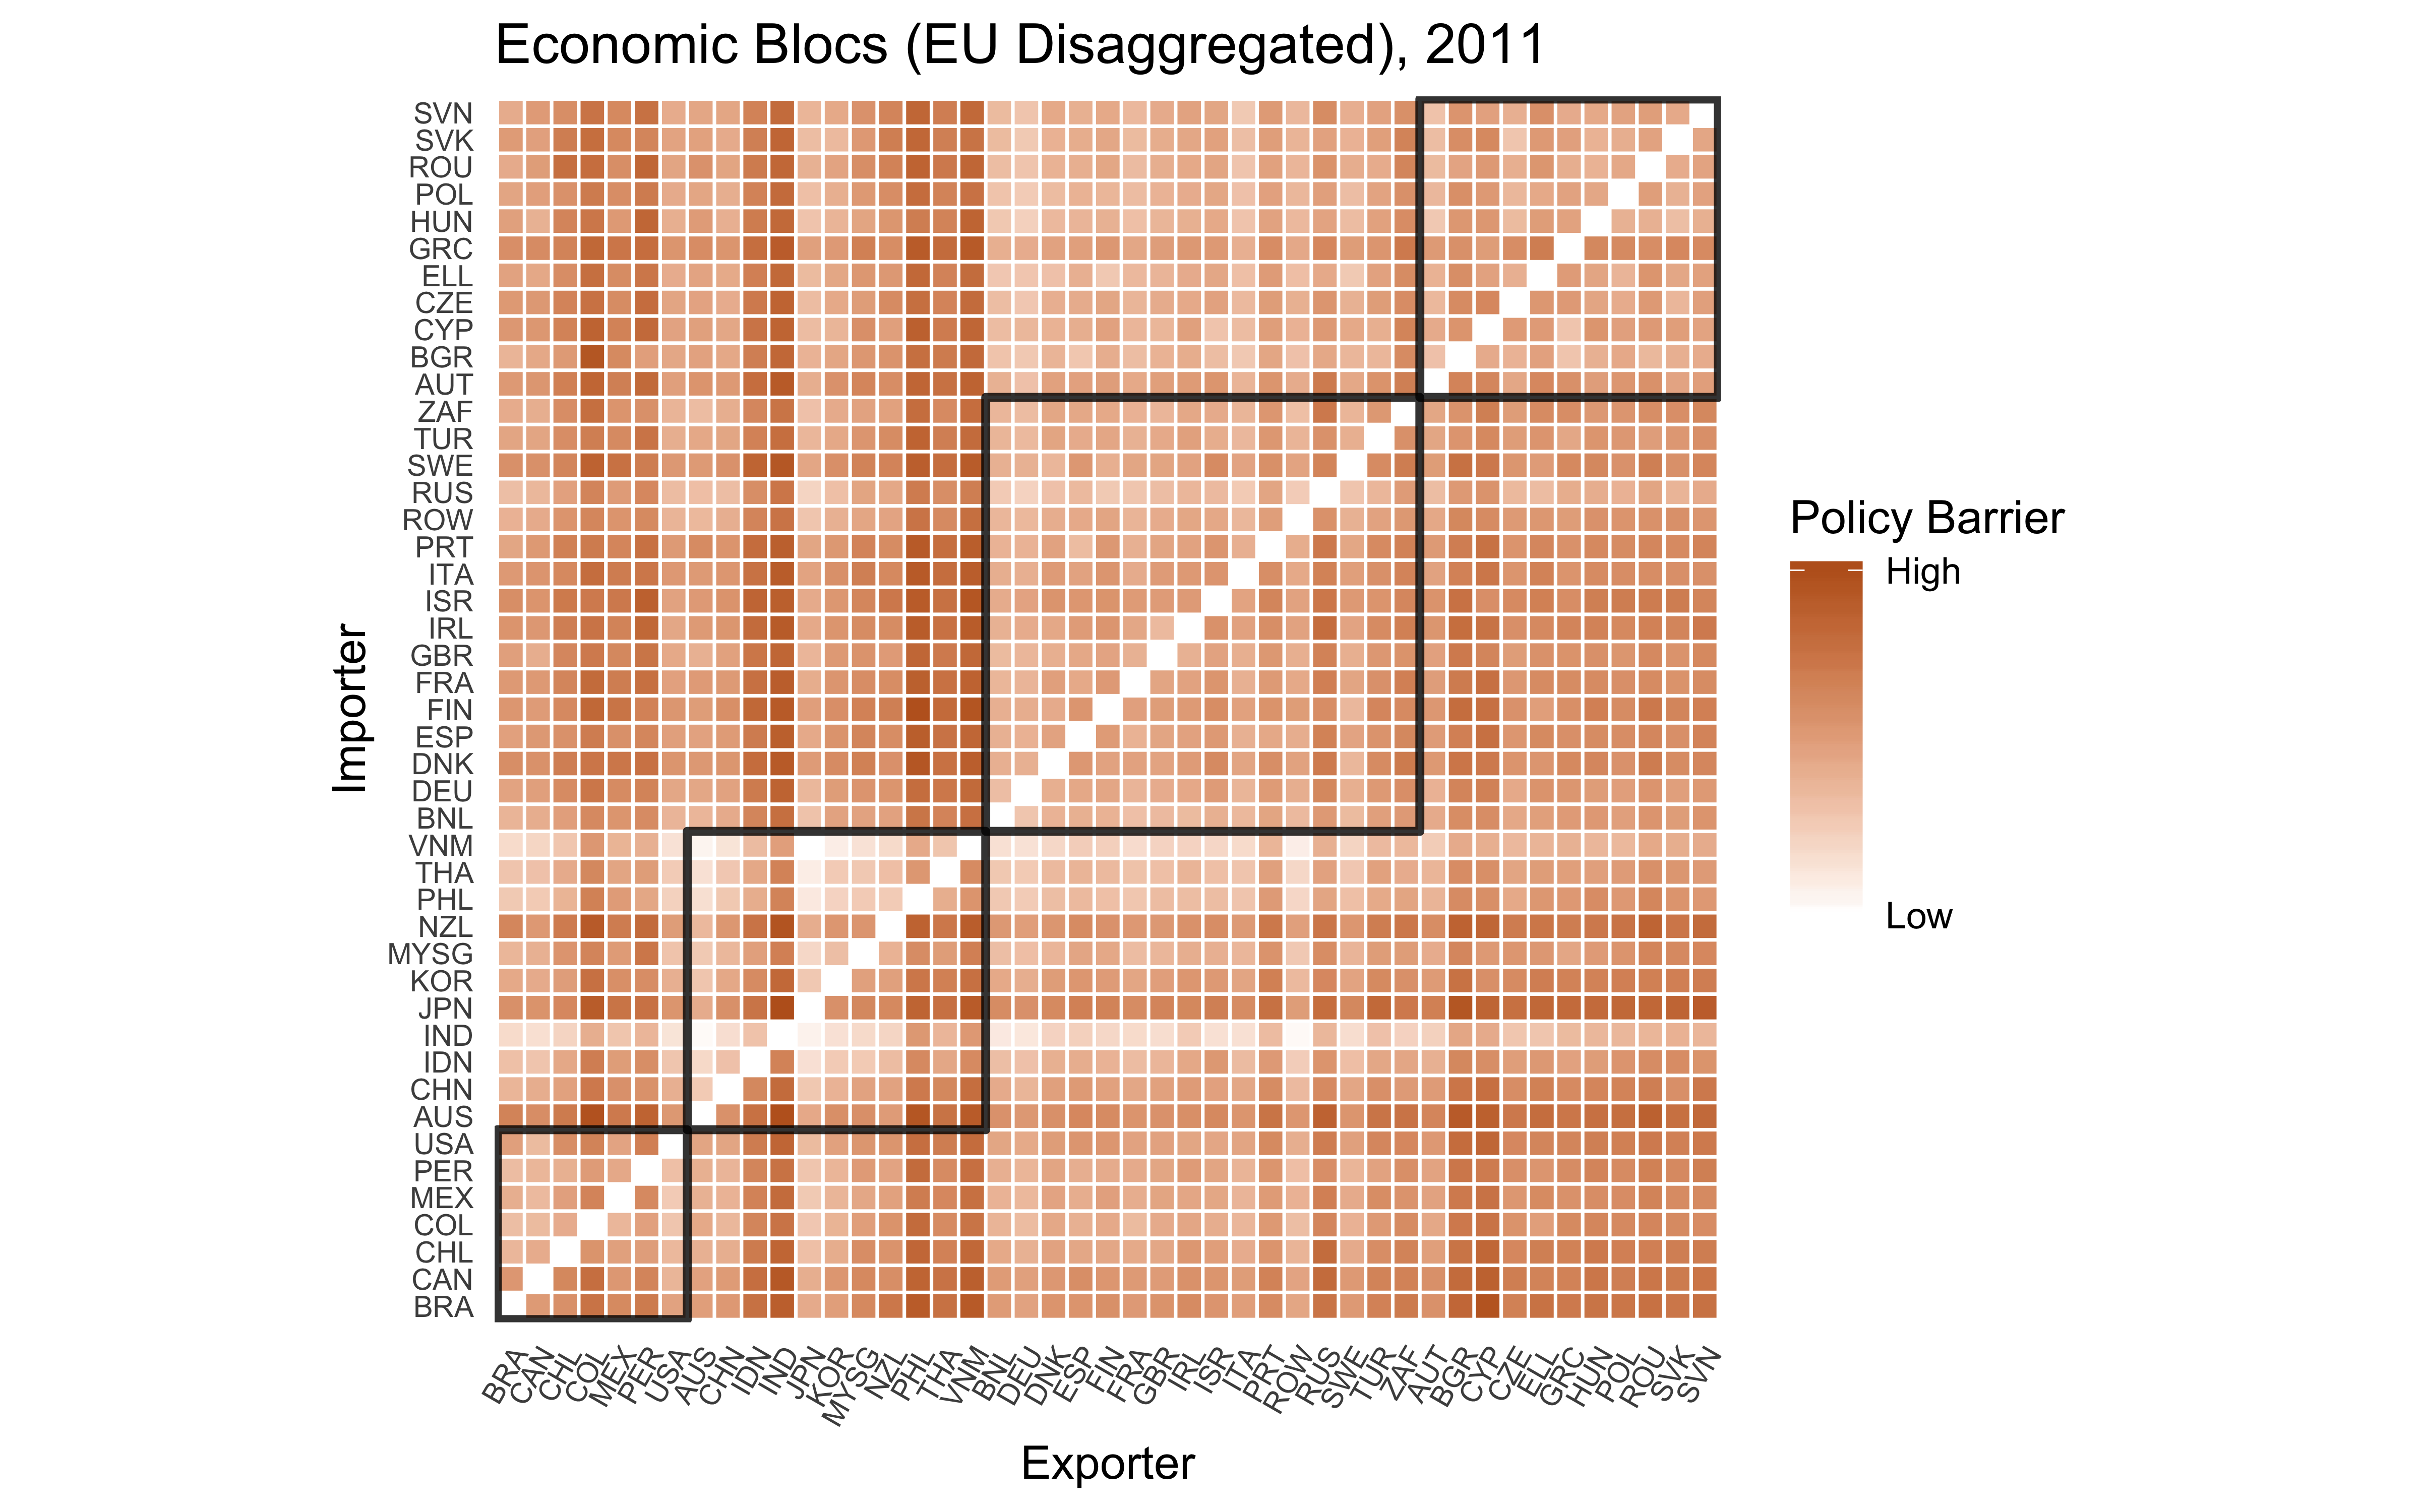 Economic Blocs (EU Disaggregated), 2011
SVN
SVK
ROU
POL
HUN
GRC
ELL
CZE
CYP
BGR
AUT
ZAF
TUR
SWE
RUS
ROW
PRT
ITA
ISR
IRL
GBR
FRA
FIN
ESP
DNK
DEU
BNL
VNM
THA
PHL
NZL
MYSG
KOR
JPN
IND
IDN
CHN
AUS
USA
PER
MEX
COL
CHL
CAN
BRA
Importer
BRA
CAN
CHL
COL
MEX
PER
USA
AUS
CHN
IDN
IND
JPN
KOR
MYSG
NZL
PHL
THA
VNM
BNL
DEU
DNK
ESP
FIN
FRA
GBR
IRL
ISR
ITA
PRT
ROW
RUS
SWE
TUR
ZAF
AUT
BGR
CYP
CZE
ELL
GRC
HUN
POL
ROU
SVK
SVN
Exporter
Policy Barrier
High
Low